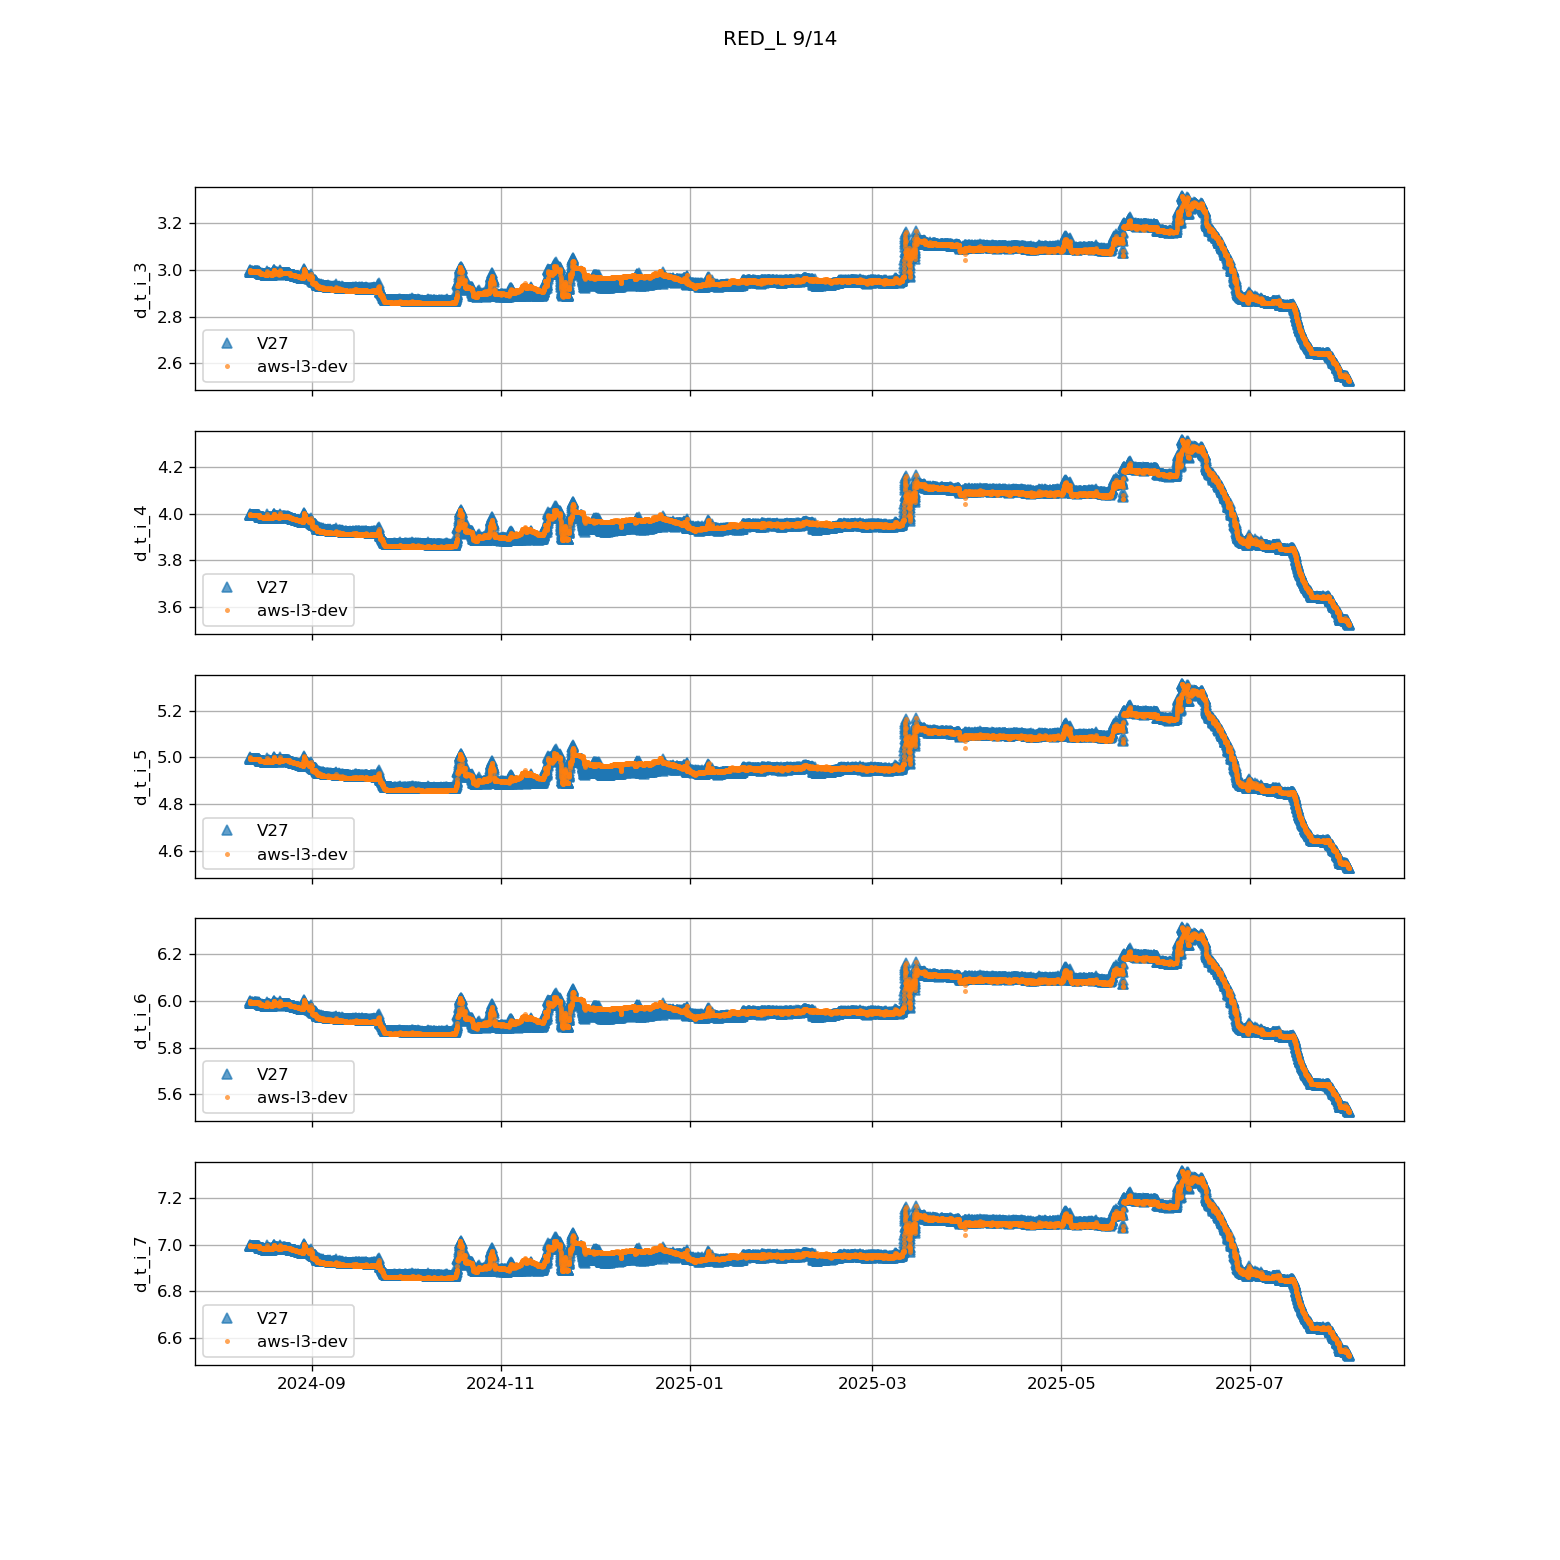 RED_L 9/14
3.2
3.0
2.8
2.6
d_t_i_3
V27
aws-l3-dev
4.2
4.0
3.8
3.6
d_t_i_4
V27
aws-l3-dev
5.2
5.0
4.8
4.6
d_t_i_5
V27
aws-l3-dev
6.2
6.0
5.8
5.6
d_t_i_6
V27
aws-l3-dev
7.2
7.0
6.8
6.6
d_t_i_7
V27
aws-l3-dev
2024-09 2024-11 2025-01 2025-03 2025-05 2025-07